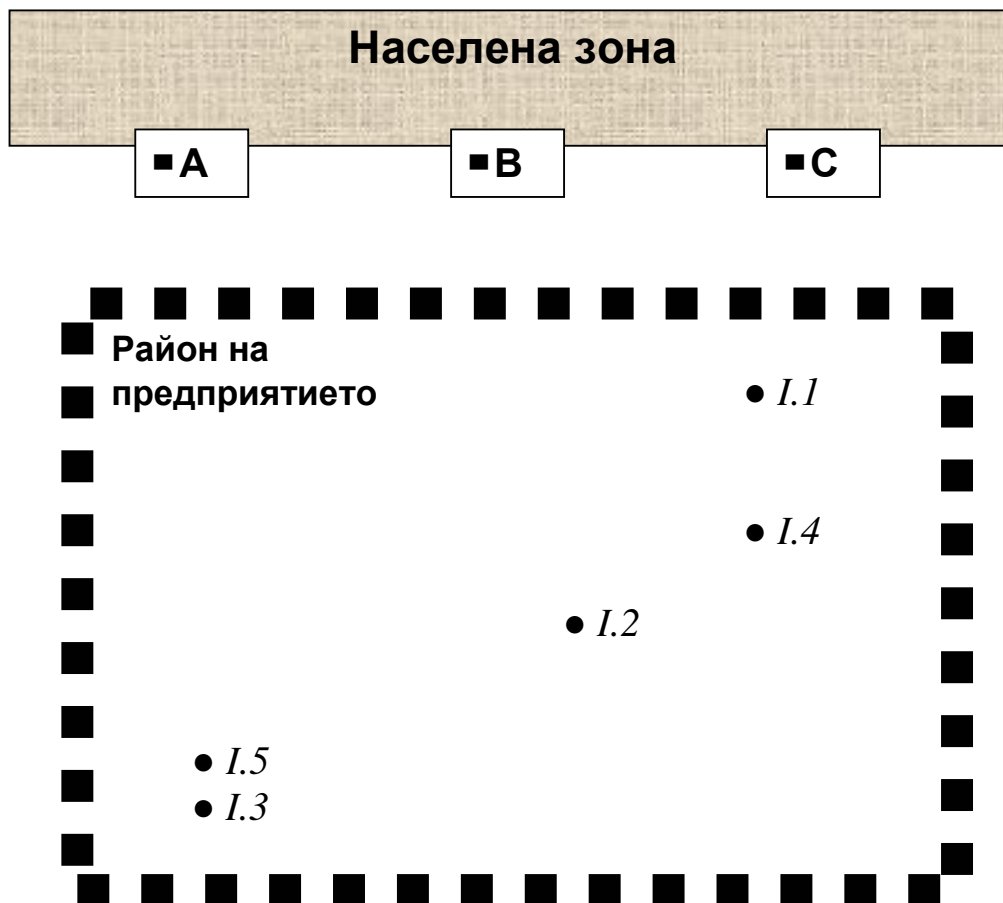 Населена зона
A
B
C
Район на
предприятието
I.1
I.4
I.2
I.5
I.3